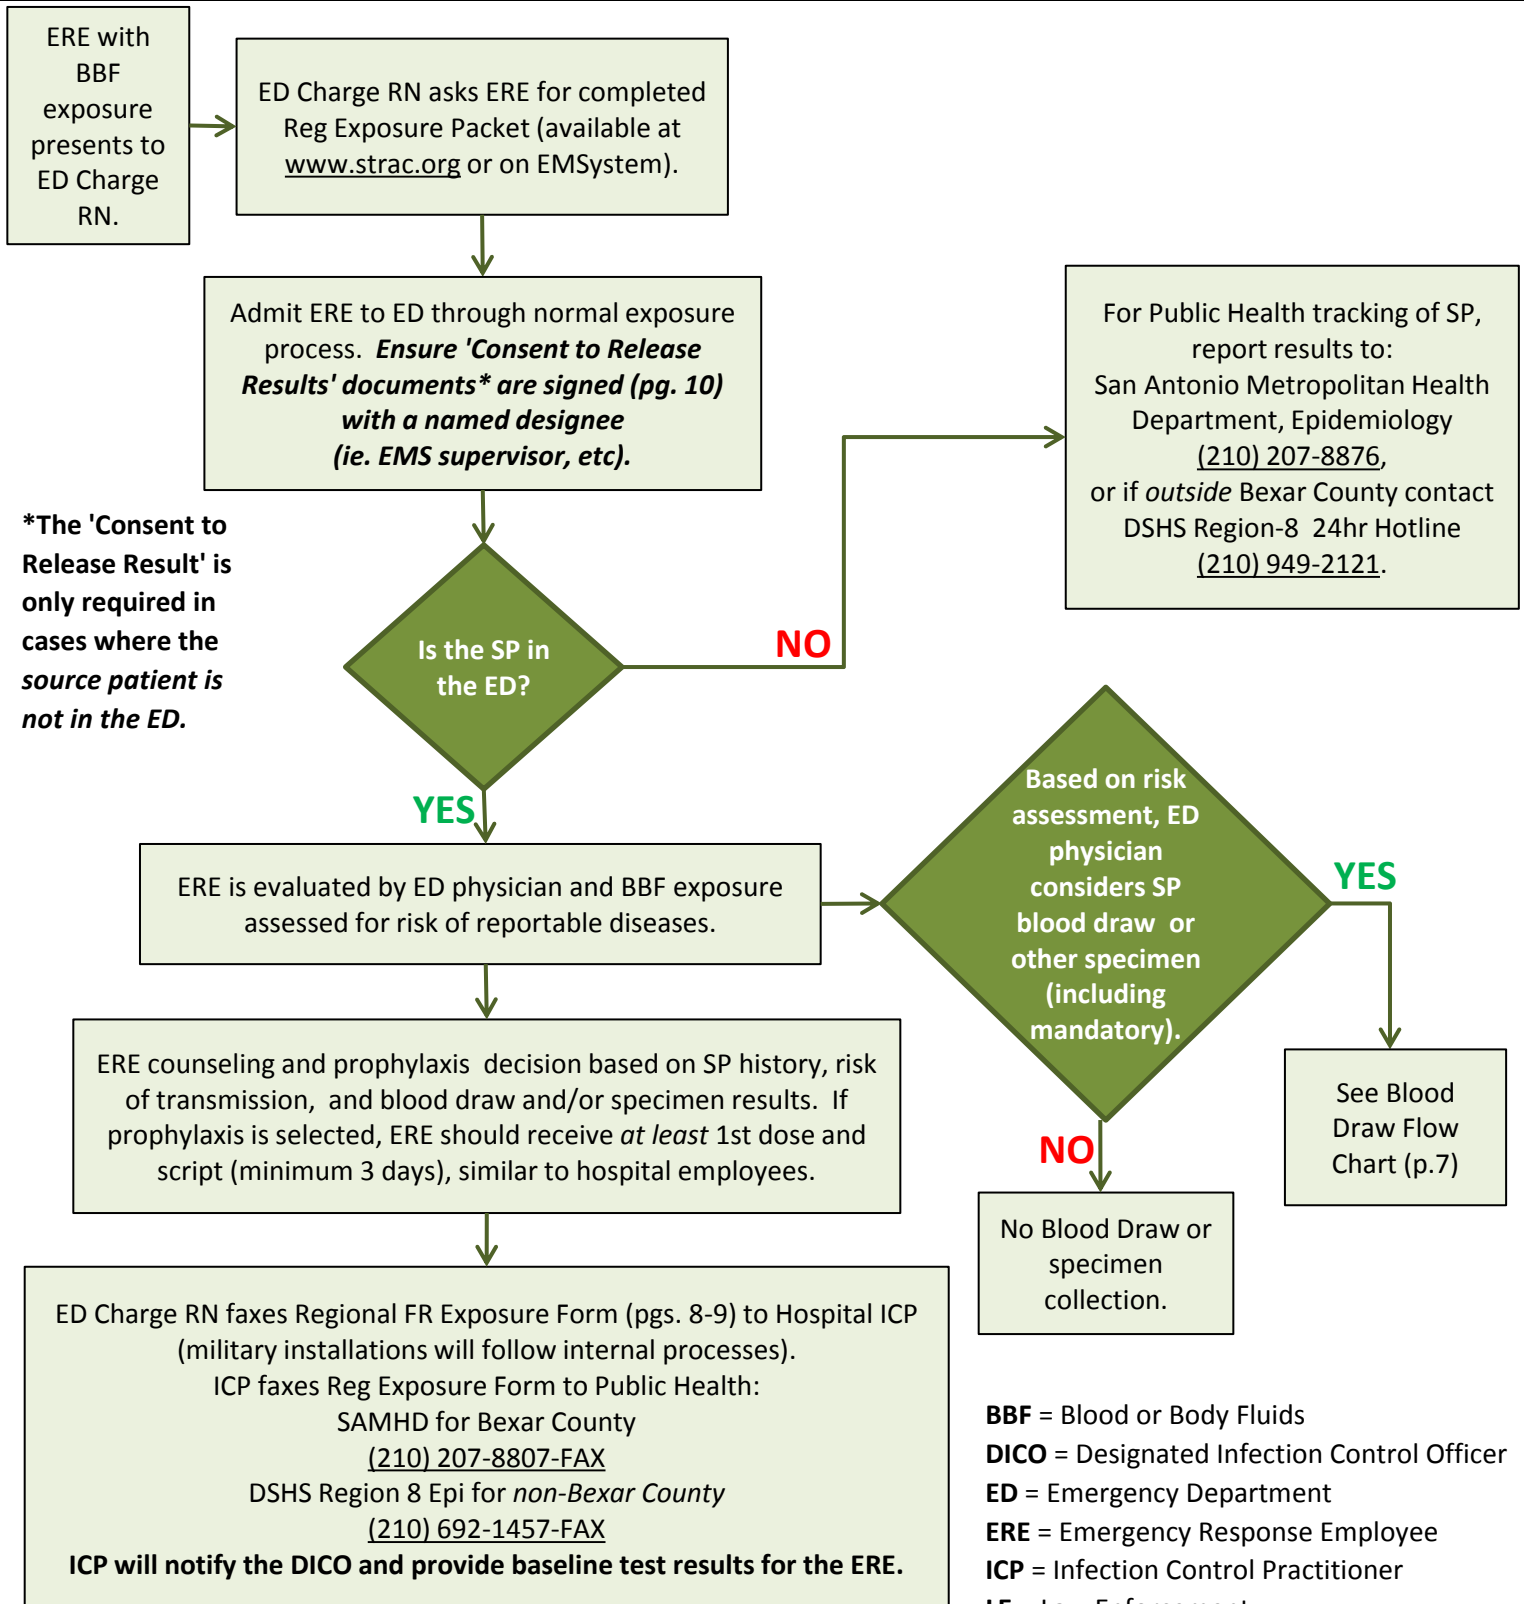 ERE with
BBF
exposure
presents to
ED Charge
RN.
ED Charge RN asks ERE for completed
Reg Exposure Packet (available at
www.strac.org or on EMSystem).
Admit ERE to ED through normal exposure
process. Ensure 'Consent to Release
Results' documents* are signed (pg. 10)
with a named designee
(ie. EMS supervisor, etc).
For Public Health tracking of SP,
report results to:
San Antonio Metropolitan Health
Department, Epidemiology
(210) 207-8876,
or if outside Bexar County contact
DSHS Region-8 24hr Hotline
(210) 949-2121.
*The 'Consent to
Release Result' is
only required in
cases where the
source patient is
not in the ED.
Is the SP in
the ED?
NO
YES
ERE is evaluated by ED physician and BBF exposure
assessed for risk of reportable diseases.
Based on risk
assessment, ED
physician
considers SP
blood draw or
other specimen
(including
mandatory).
YES
See Blood
Draw Flow
Chart (p.7)
NO
No Blood Draw or
specimen
collection.
ERE counseling and prophylaxis decision based on SP history, risk
of transmission, and blood draw and/or specimen results. If
prophylaxis is selected, ERE should receive at least 1st dose and
script (minimum 3 days), similar to hospital employees.
ED Charge RN faxes Regional FR Exposure Form (pgs. 8-9) to Hospital ICP
(military installations will follow internal processes).
ICP faxes Reg Exposure Form to Public Health:
SAMHD for Bexar County
(210) 207-8807-FAX
DSHS Region 8 Epi for non-Bexar County
(210) 692-1457-FAX
ICP will notify the DICO and provide baseline test results for the ERE.
BBF = Blood or Body Fluids
DICO = Designated Infection Control Officer
ED = Emergency Department
ERE = Emergency Response Employee
ICP = Infection Control Practitioner